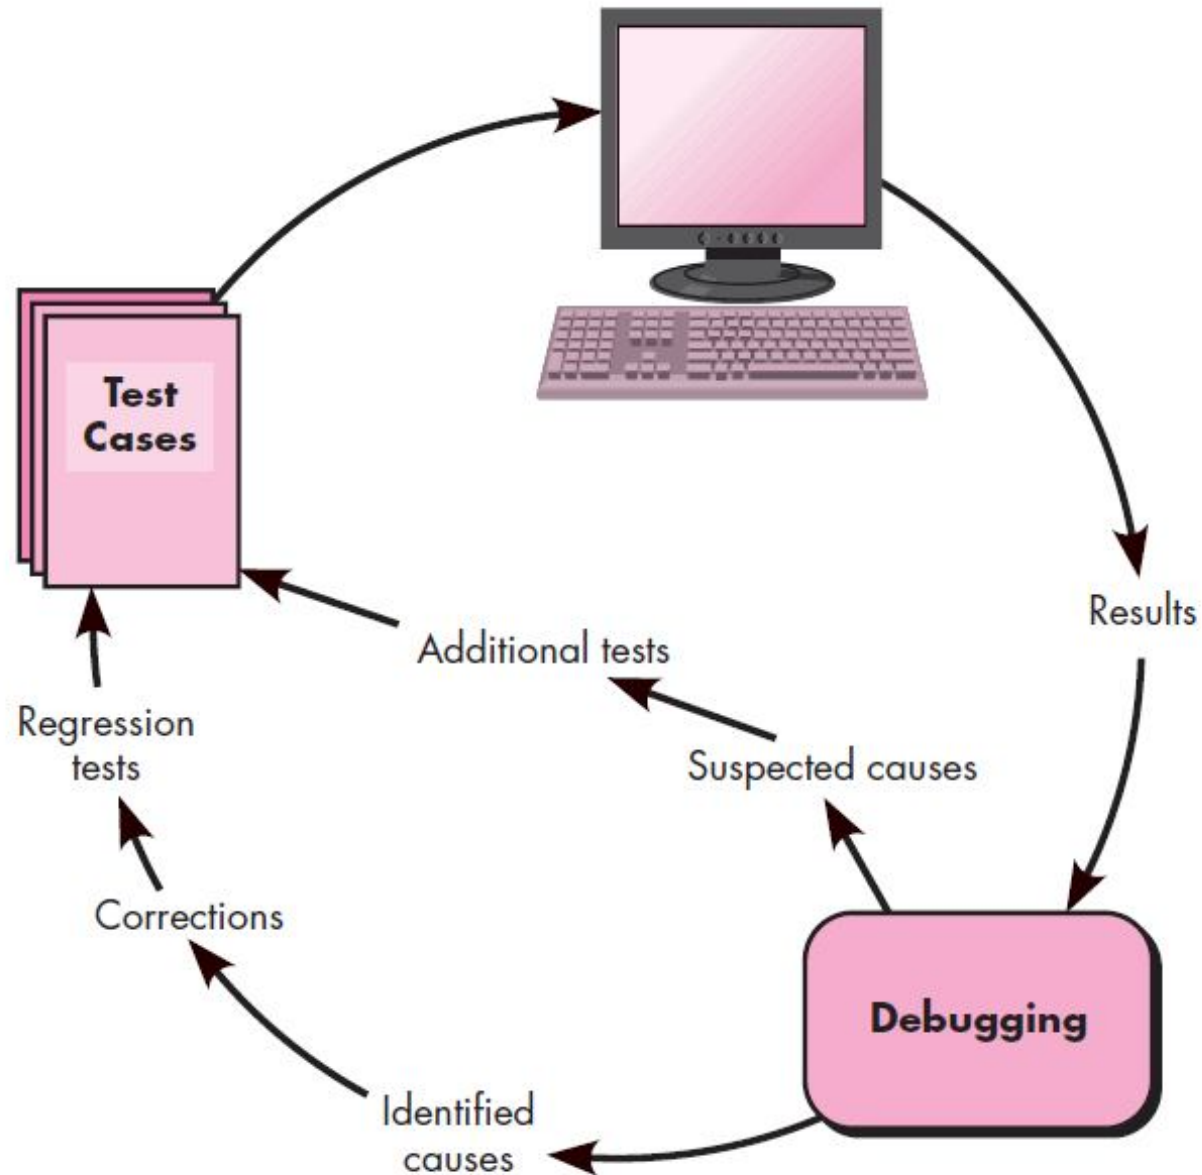 Test
Cases
Results
Additional tests
Regression
tests
Suspected causes
Corrections
Debugging
Identified
causes